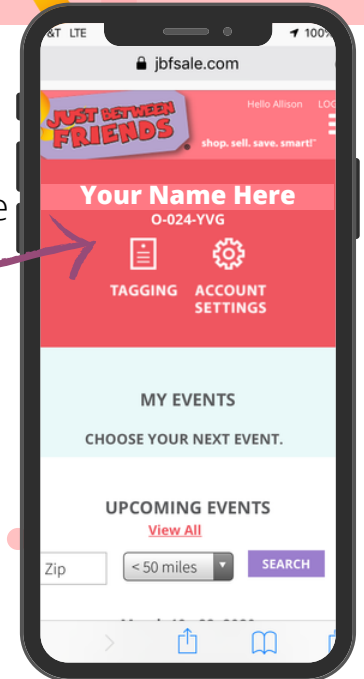 &T LTE
100%
jbfsale.com
Hello Allison LOG
JUST BETWEEN
FRIENDS
shop. sell. save. smart!™
Your Name Here
e
O-024-YVG
TAGGING
ACCOUNT
SETTINGS
MY EVENTS
CHOOSE YOUR NEXT EVENT.
UPCOMING EVENTS
View All
Zip
< 50 miles
SEARCH